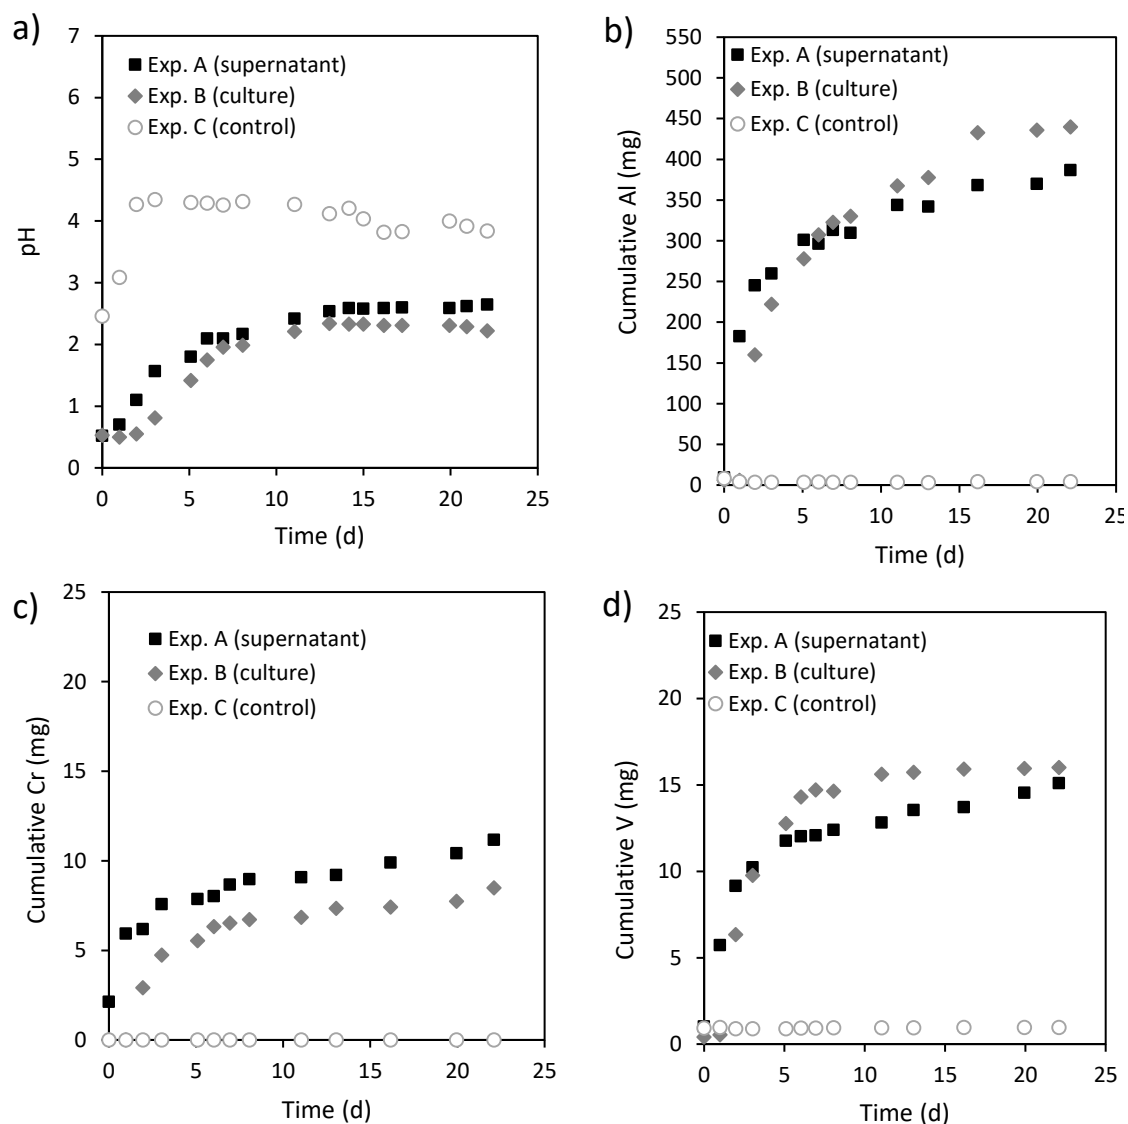 a)
7
6
5
4
3
2
1
0
pH
Exp. A (supernatant)
Exp. B (culture)
Exp. C (control)
0 5 10 15 20 25
Time (d)
b)
550
500
450
400
350
300
250
200
150
100
50
0
Cumulative Al (mg)
Exp. A (supernatant)
Exp. B (culture)
Exp. C (control)
0 5 10 15 20 25
Time (d)
c)
25
20
15
10
5
0
Cumulative Cr (mg)
Exp. A (supernatant)
Exp. B (culture)
Exp. C (control)
0 5 10 15 20 25
Time (d)
d)
25
20
15
10
5
0
Cumulative V (mg)
Exp. A (supernatant)
Exp. B (culture)
Exp. C (control)
0 5 10 15 20 25
Time (d)